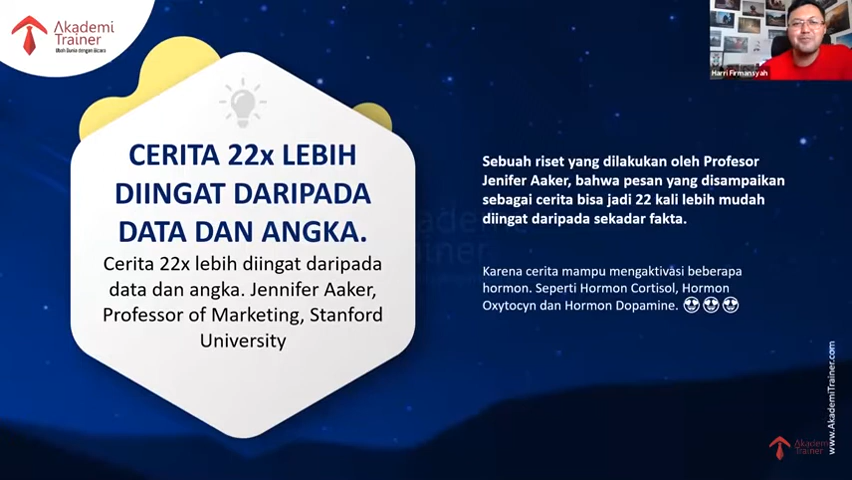 Akademi
Trainer
Ubah Dunia dengan Bicara
Harri Firmansyah
CERITA 22x LEBIH
DIINGAT DARIPADA
DATA DAN ANGKA.
Cerita 22x lebih diingat daripada
data dan angka. Jennifer Aaker,
Professor of Marketing, Stanford
University
Sebuah riset yang dilakukan oleh Profesor
Jenifer Aaker, bahwa pesan yang disampaikan
sebagai cerita bisa jadi 22 kali lebih mudah
diingat daripada sekadar fakta.
Karena cerita mampu mengaktivasi beberapa
hormon. Seperti Hormon Cortisol, Hormon
Oxytocyn dan Hormon Dopamine.
www.AkademiTrainer.com
Akademi
Trainer